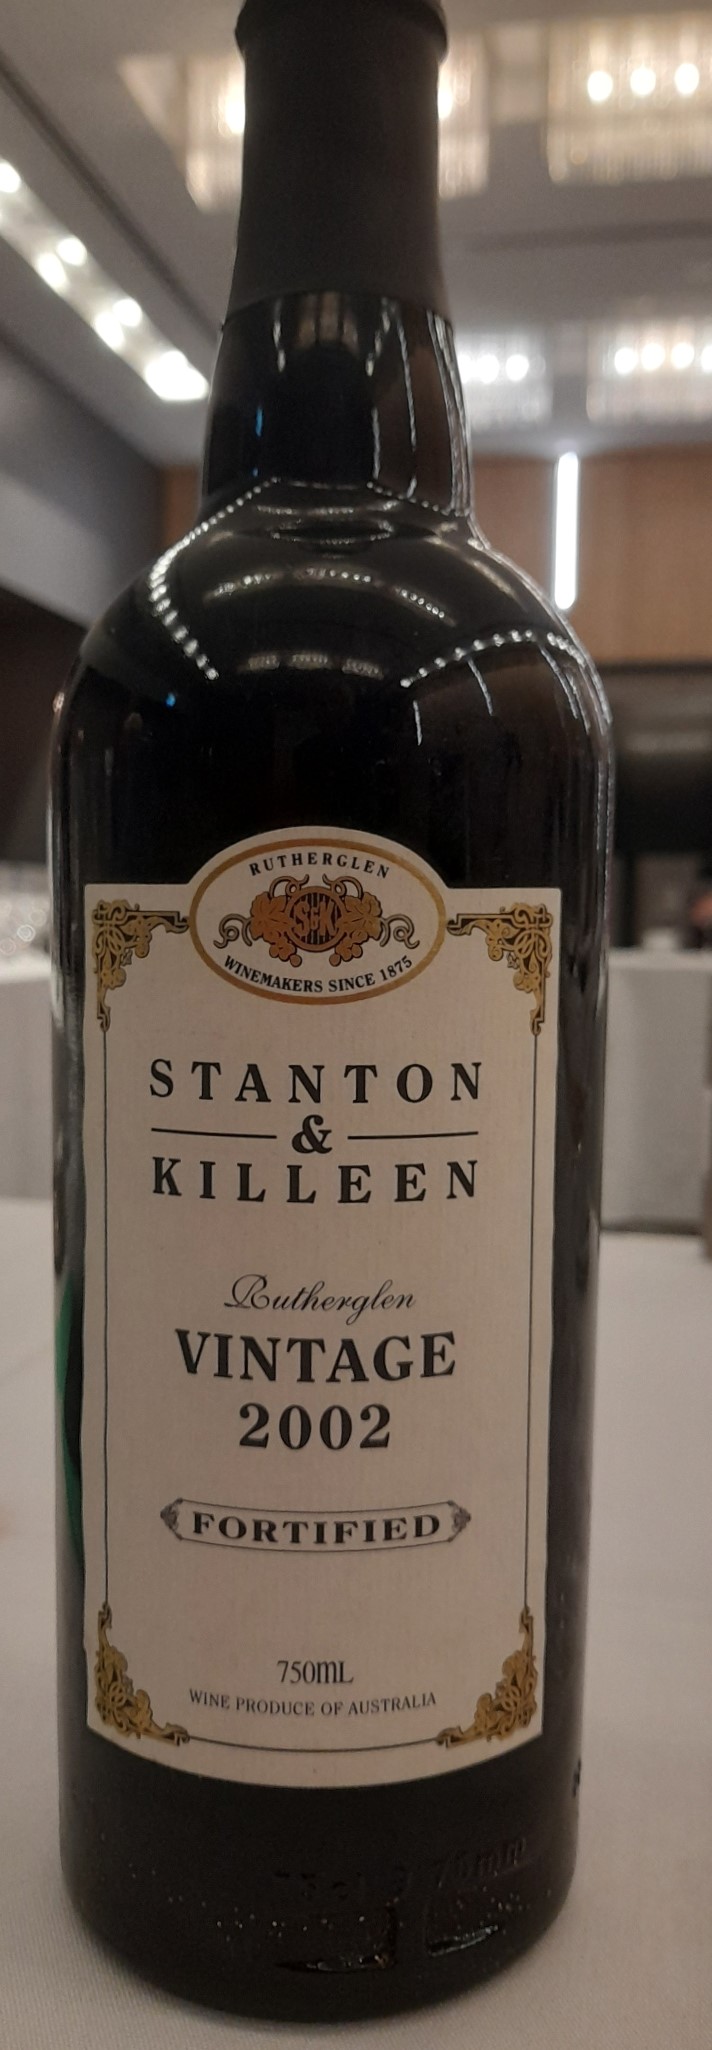 RUTHERGLEN
S&K
WINEMAKERS SINCE 1875
STANTON
&
KILLEEN
Rutherglen
VINTAGE
2002
FORTIFIED
750mL
WINE PRODUCE OF AUSTRALIA